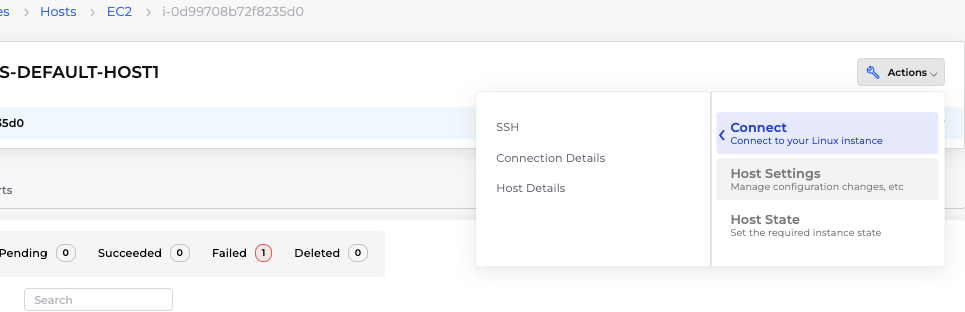 es > Hosts > EC2 > i-0d99708b72f8235d0
S-DEFAULT-HOST1
Actions
35d0
SSH
Connection Details
Host Details
Connect
Connect to your Linux instance
Host Settings
Manage configuration changes, etc
Host State
Set the required instance state
rts
Pending 0 Succeeded 0 Failed 1 Deleted 0
Search